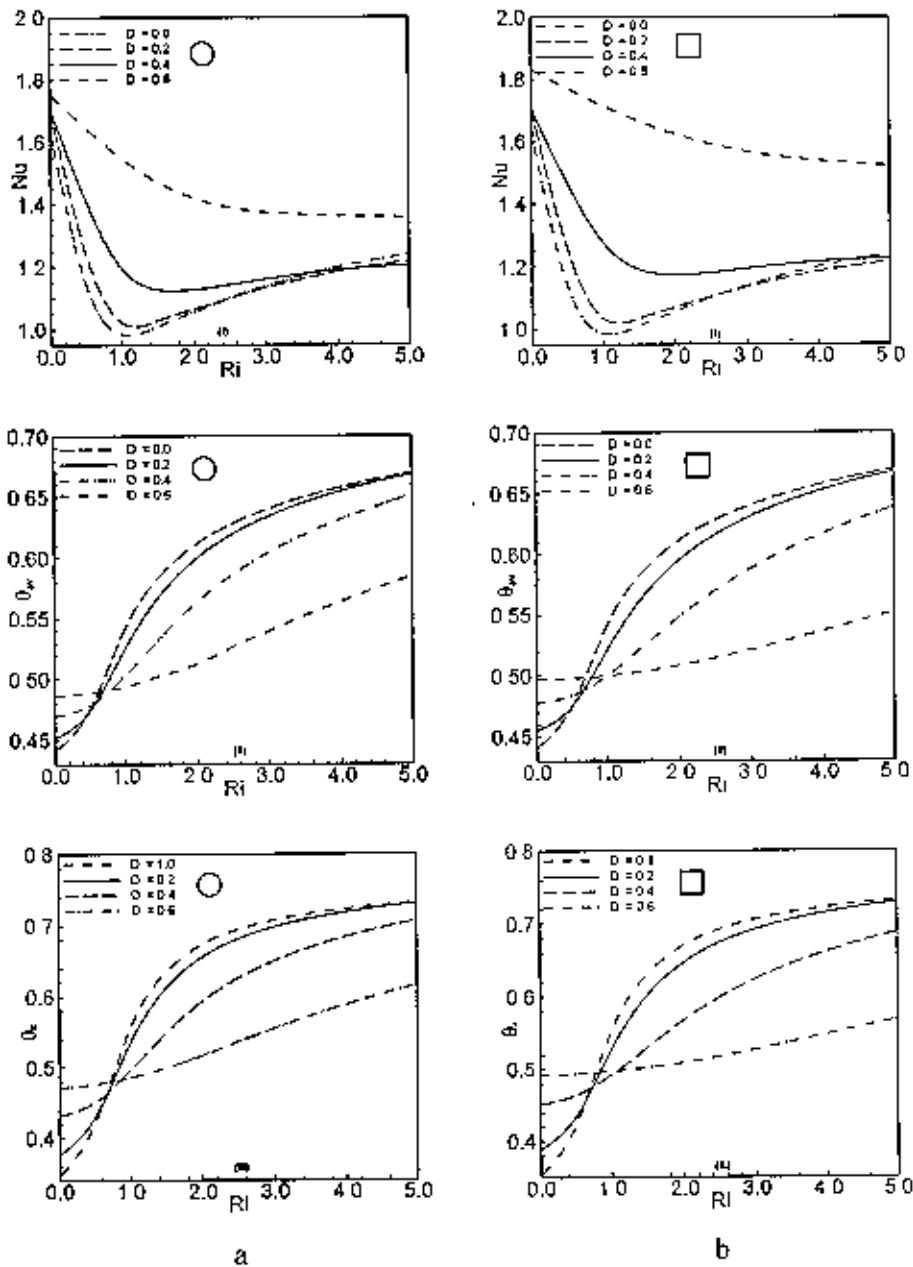 2.0
1.8
1.6
1.4
1.2
1.0
Nu
D = 0.0
D = 0.2
D = 0.4
D = 0.6
0.0 1.0 2.0 3.0 4.0 5.0
Ri
2.0
1.8
1.6
1.4
1.2
1.0
Nu
D = 0.0
D = 0.2
D = 0.4
0.0 1.0 2.0 3.0 4.0 5.0
Ri
0.70
0.65
0.60
0.55
0.50
0.45
θ
D = 0.0
D = 0.2
D = 0.4
0.0 1.0 2.0 3.0 4.0 5.0
Ri
0.70
0.65
0.60
0.55
0.50
0.45
θ
D = 0.0
D = 0.2
D = 0.4
D = 0.6
0.0 1.0 2.0 3.0 4.0 5.0
Ri
0.8
0.7
0.6
0.5
0.4
θ
D = 0.2
D = 0.4
D = 0.6
0.0 1.0 2.0 3.0 4.0 5.0
Ri
0.8
0.7
0.6
0.5
0.4
θ
D = 0.2
D = 0.4
D = 0.6
0.0 1.0 2.0 3.0 4.0 5.0
Ri
a b